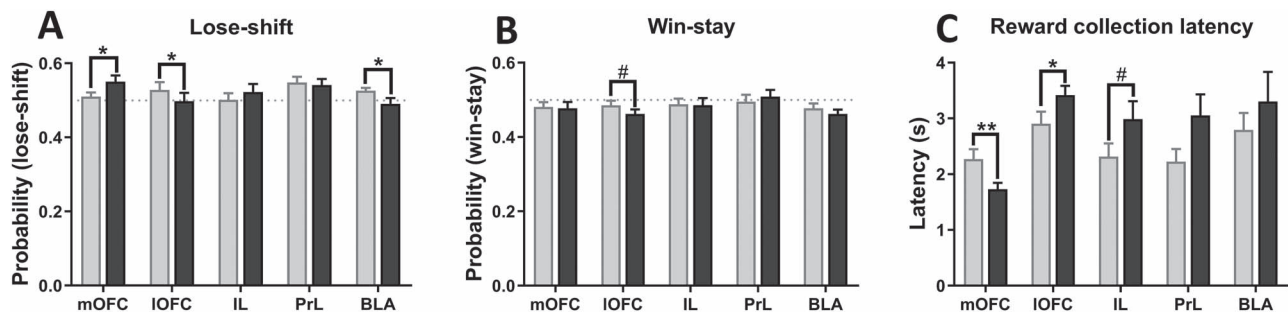 A
Lose-shift
Probability (lose-shift)
0.6
0.4
0.2
0.0
*
*
*
mOFC lOFC IL PrL BLA
B
Win-stay
Probability (win-stay)
0.6
0.4
0.2
0.0
#
mOFC lOFC IL PrL BLA
C
Reward collection latency
Latency (s)
4
3
2
1
0
**
*
#
mOFC lOFC IL PrL BLA